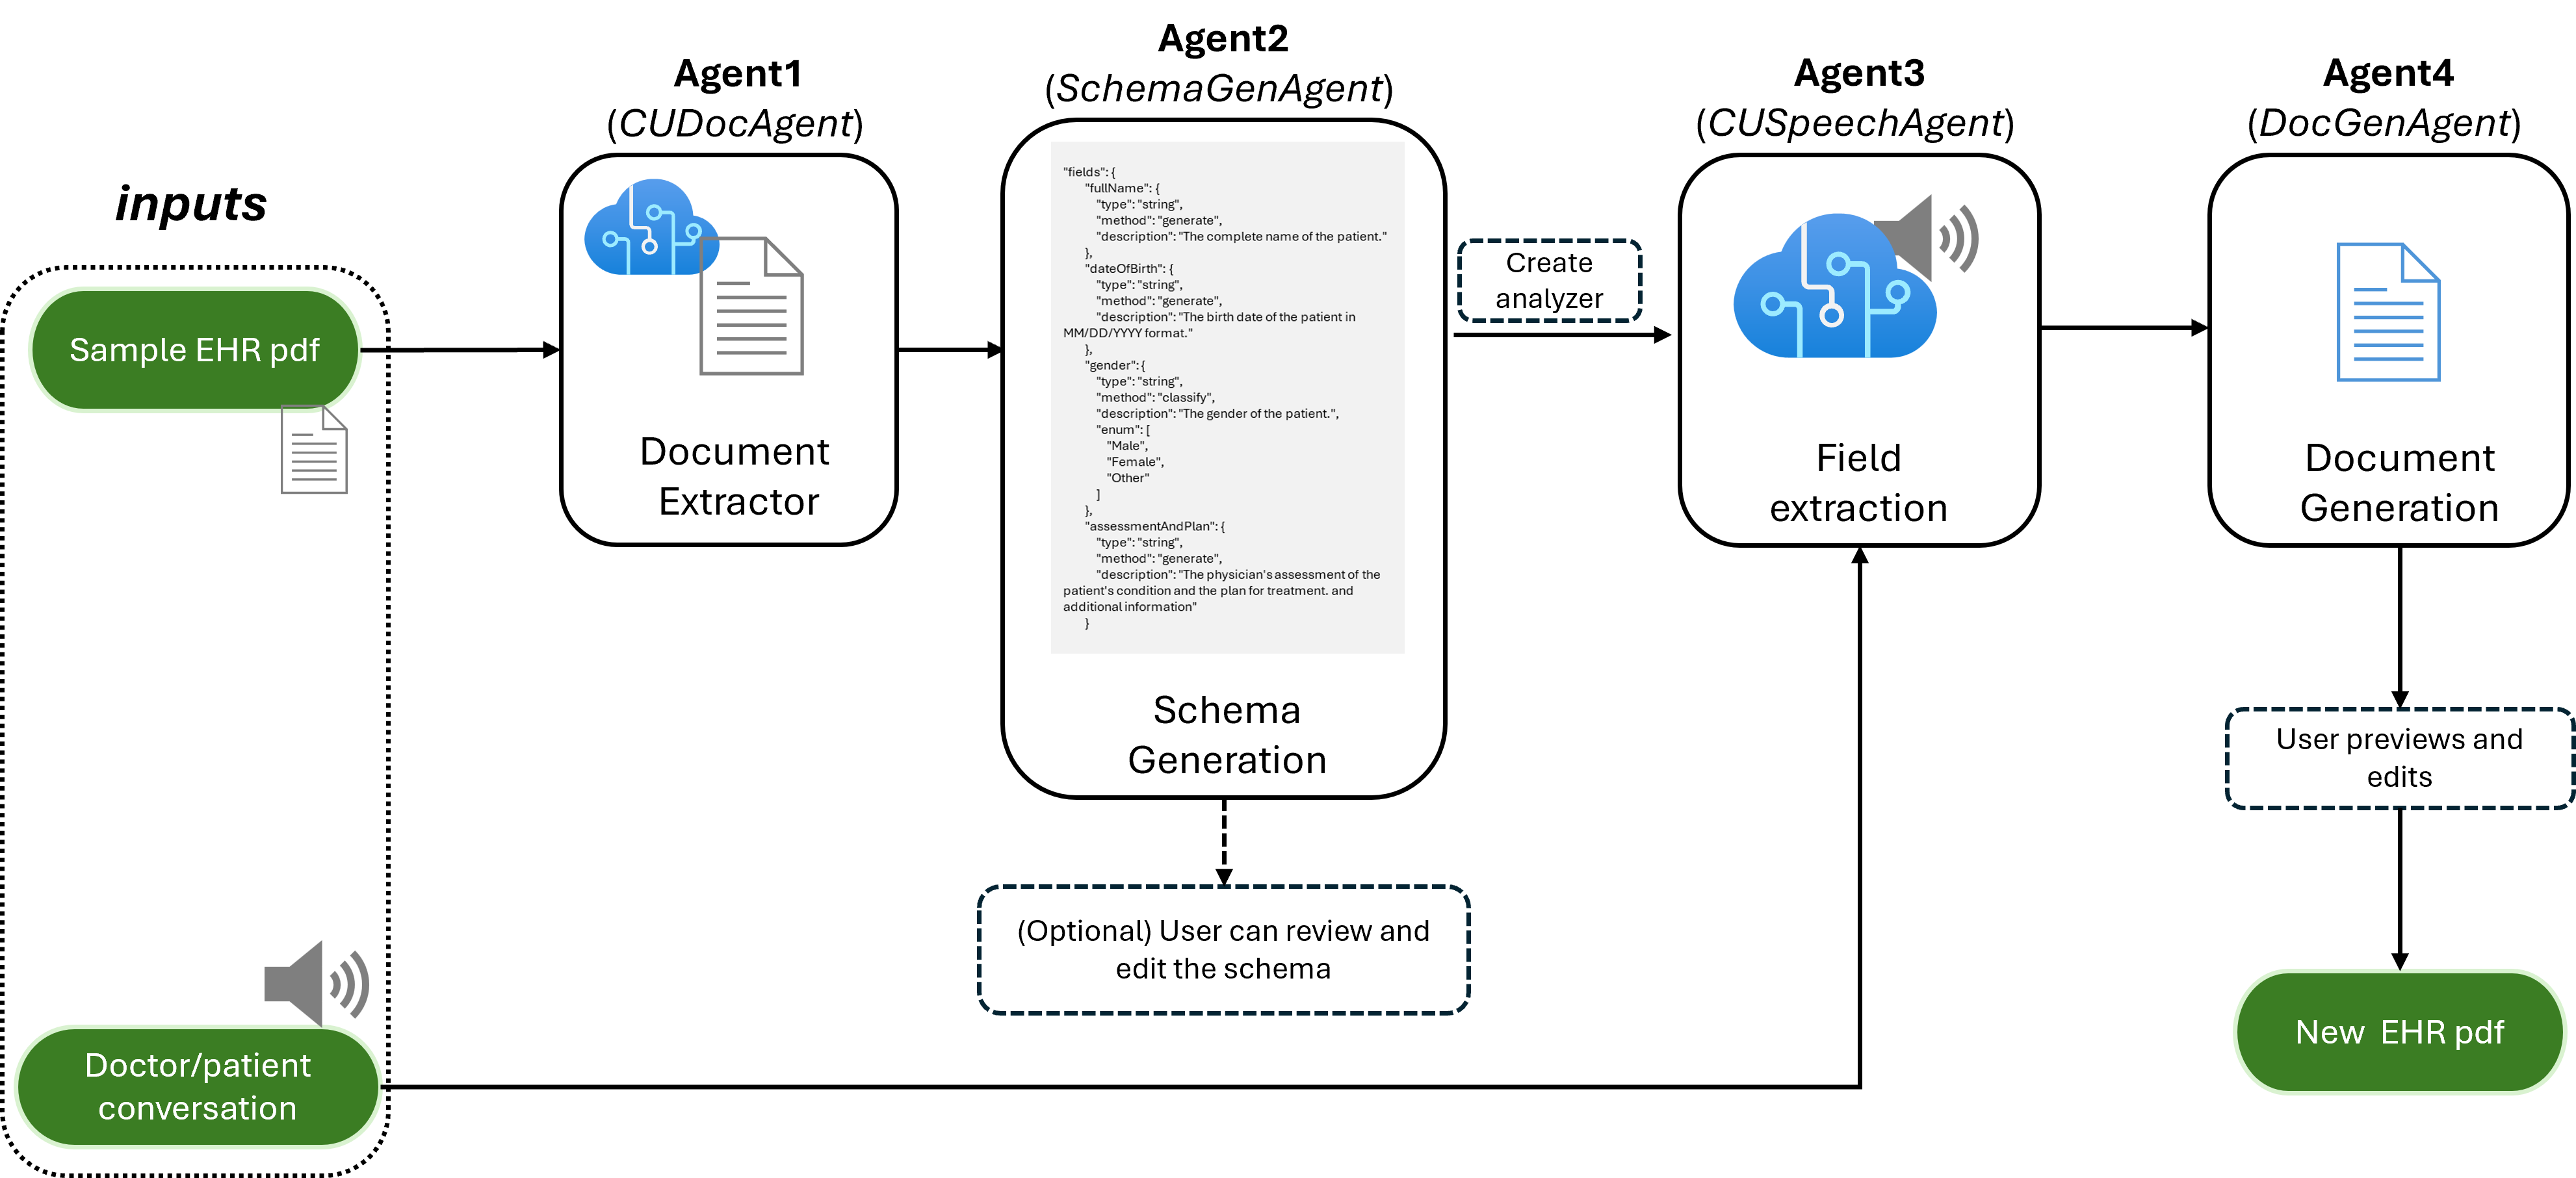 inputs
Sample EHR pdf
Doctor/patient
conversation
Agent1
(CUDocAgent)
Document
Extractor
Agent2
(SchemaGenAgent)
"fields": {
"fullName": {
"type": "string",
"method": "generate",
"description": "The complete name of the patient."
},
"dateOfBirth": {
"type": "string",
"method": "generate",
"description": "The birth date of the patient in
MM/DD/YYYY format."
},
"gender": {
"type": "string",
"method": "classify",
"description": "The gender of the patient.",
"enum": [
"Male",
"Female",
"Other"
]
},
"assessmentAndPlan": {
"type": "string",
"method": "generate",
"description": "The physician's assessment of the
patient's condition and the plan for treatment. and
additional information"
}
Schema
Generation
(Optional) User can review and
edit the schema
Create
analyzer
Agent3
(CUSpeechAgent)
Field
extraction
Agent4
(DocGenAgent)
Document
Generation
User previews and
edits
New  EHR pdf